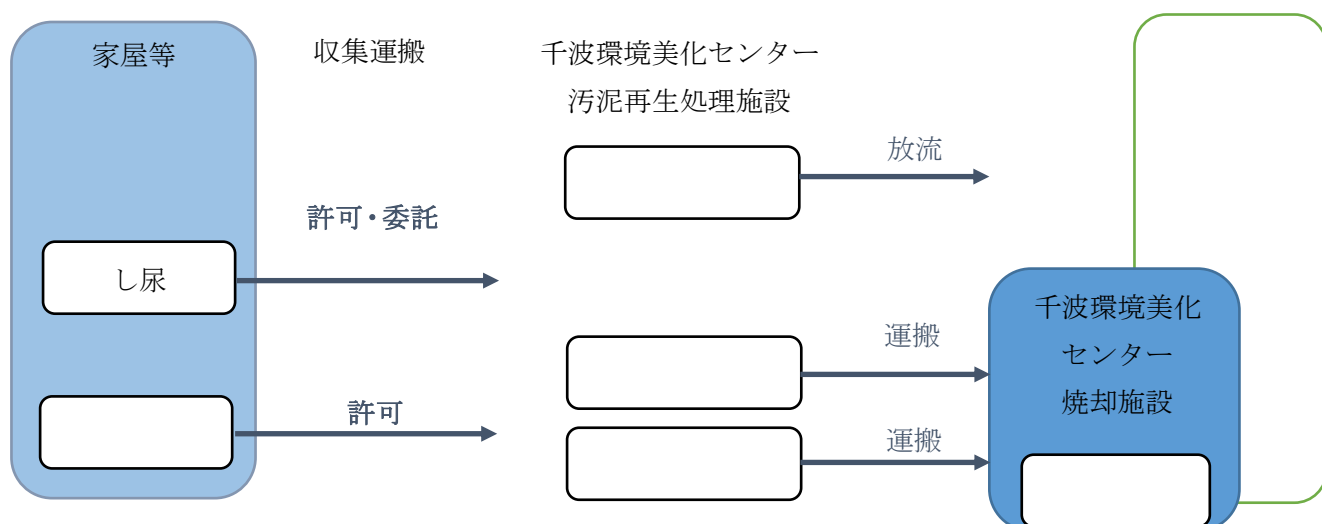 家屋等
収集運搬
千波環境美化センター
汚泥再生処理施設
放流
許可・委託
し尿
千波環境美化
センター
焼却施設
運搬
許可
運搬